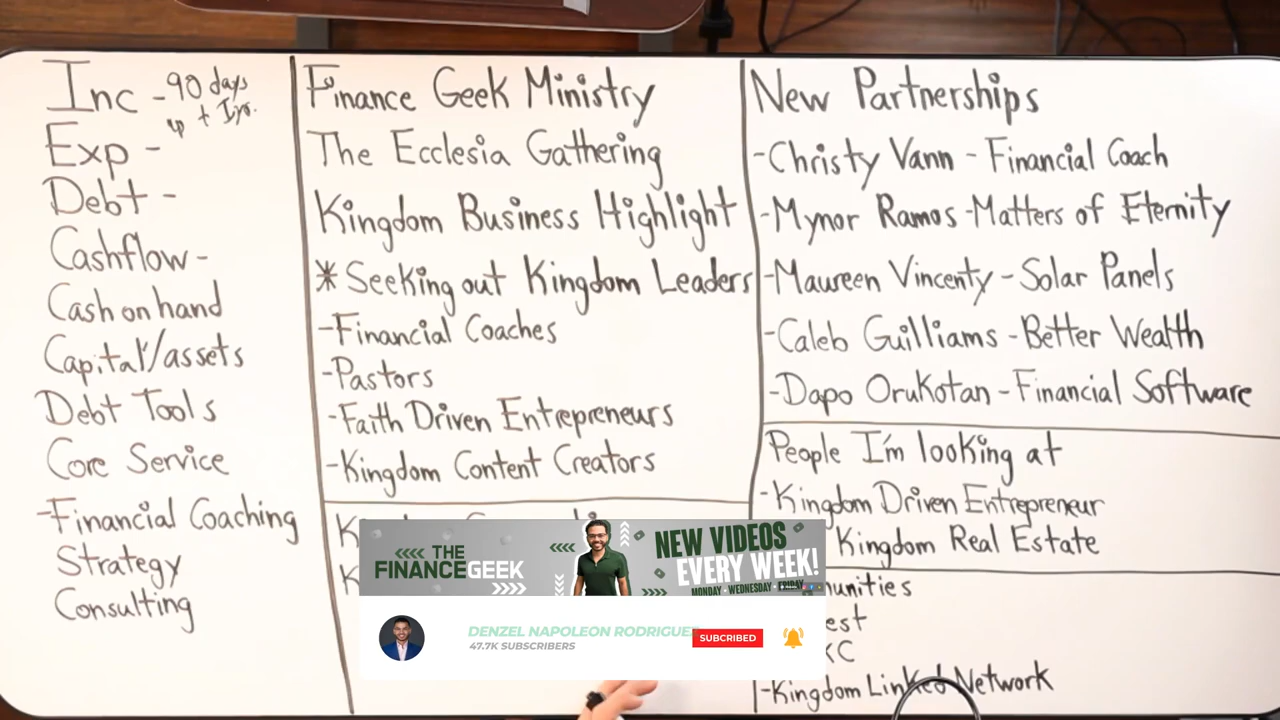 Inc - 90 days
up + 1yr.
Exp -
Debt -
Cashflow -
Cash on hand
Capital/assets
Debt Tools
Core Service
-Financial Coaching
Strategy
Consulting
Finance Geek Ministry
The Ecclesia Gathering
Kingdom Business Highlight
* Seeking out Kingdom Leaders
-Financial Coaches
-Pastors
-Faith Driven Entrepreneurs
-Kingdom Content Creators
New Partnerships
-Christy Vann - Financial Coach
-Mynor Ramos - Matters of Eternity
-Maureen Vincenty - Solar Panels
-Caleb Guilliams - Better Wealth
-Dapo Orukotan - Financial Software
People I'm looking at
-Kingdom Driven Entrepreneur
Kingdom Real Estate
-Kingdom Linked Network
THE
FINANCEGEEK
NEW VIDEOS
EVERY WEEK!
MONDAY - WEDNESDAY - FRIDAY
DENZEL NAPOLEON RODRIGUEZ
47.7K SUBSCRIBERS
SUBCRIBED